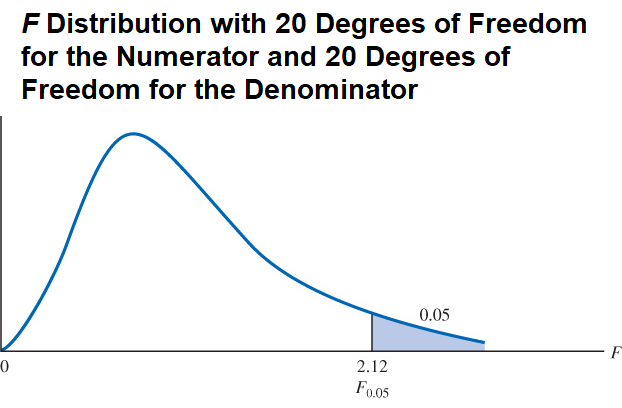 F Distribution with 20 Degrees of Freedom
for the Numerator and 20 Degrees of
Freedom for the Denominator
0.05
F
0
2.12
F0.05